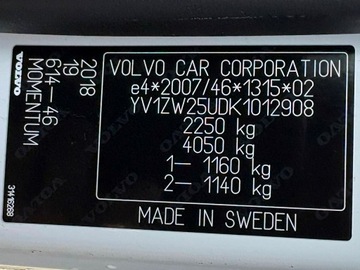 VOLVO
2018
19
614-46
MOMENTUM
31416268
VOLVO CAR CORPORATION
e4*2007/46*1315*02
YV1ZW25UDK1012908
2250 kg
4050 kg
1- 1160 kg
2- 1140 kg
MADE IN SWEDEN